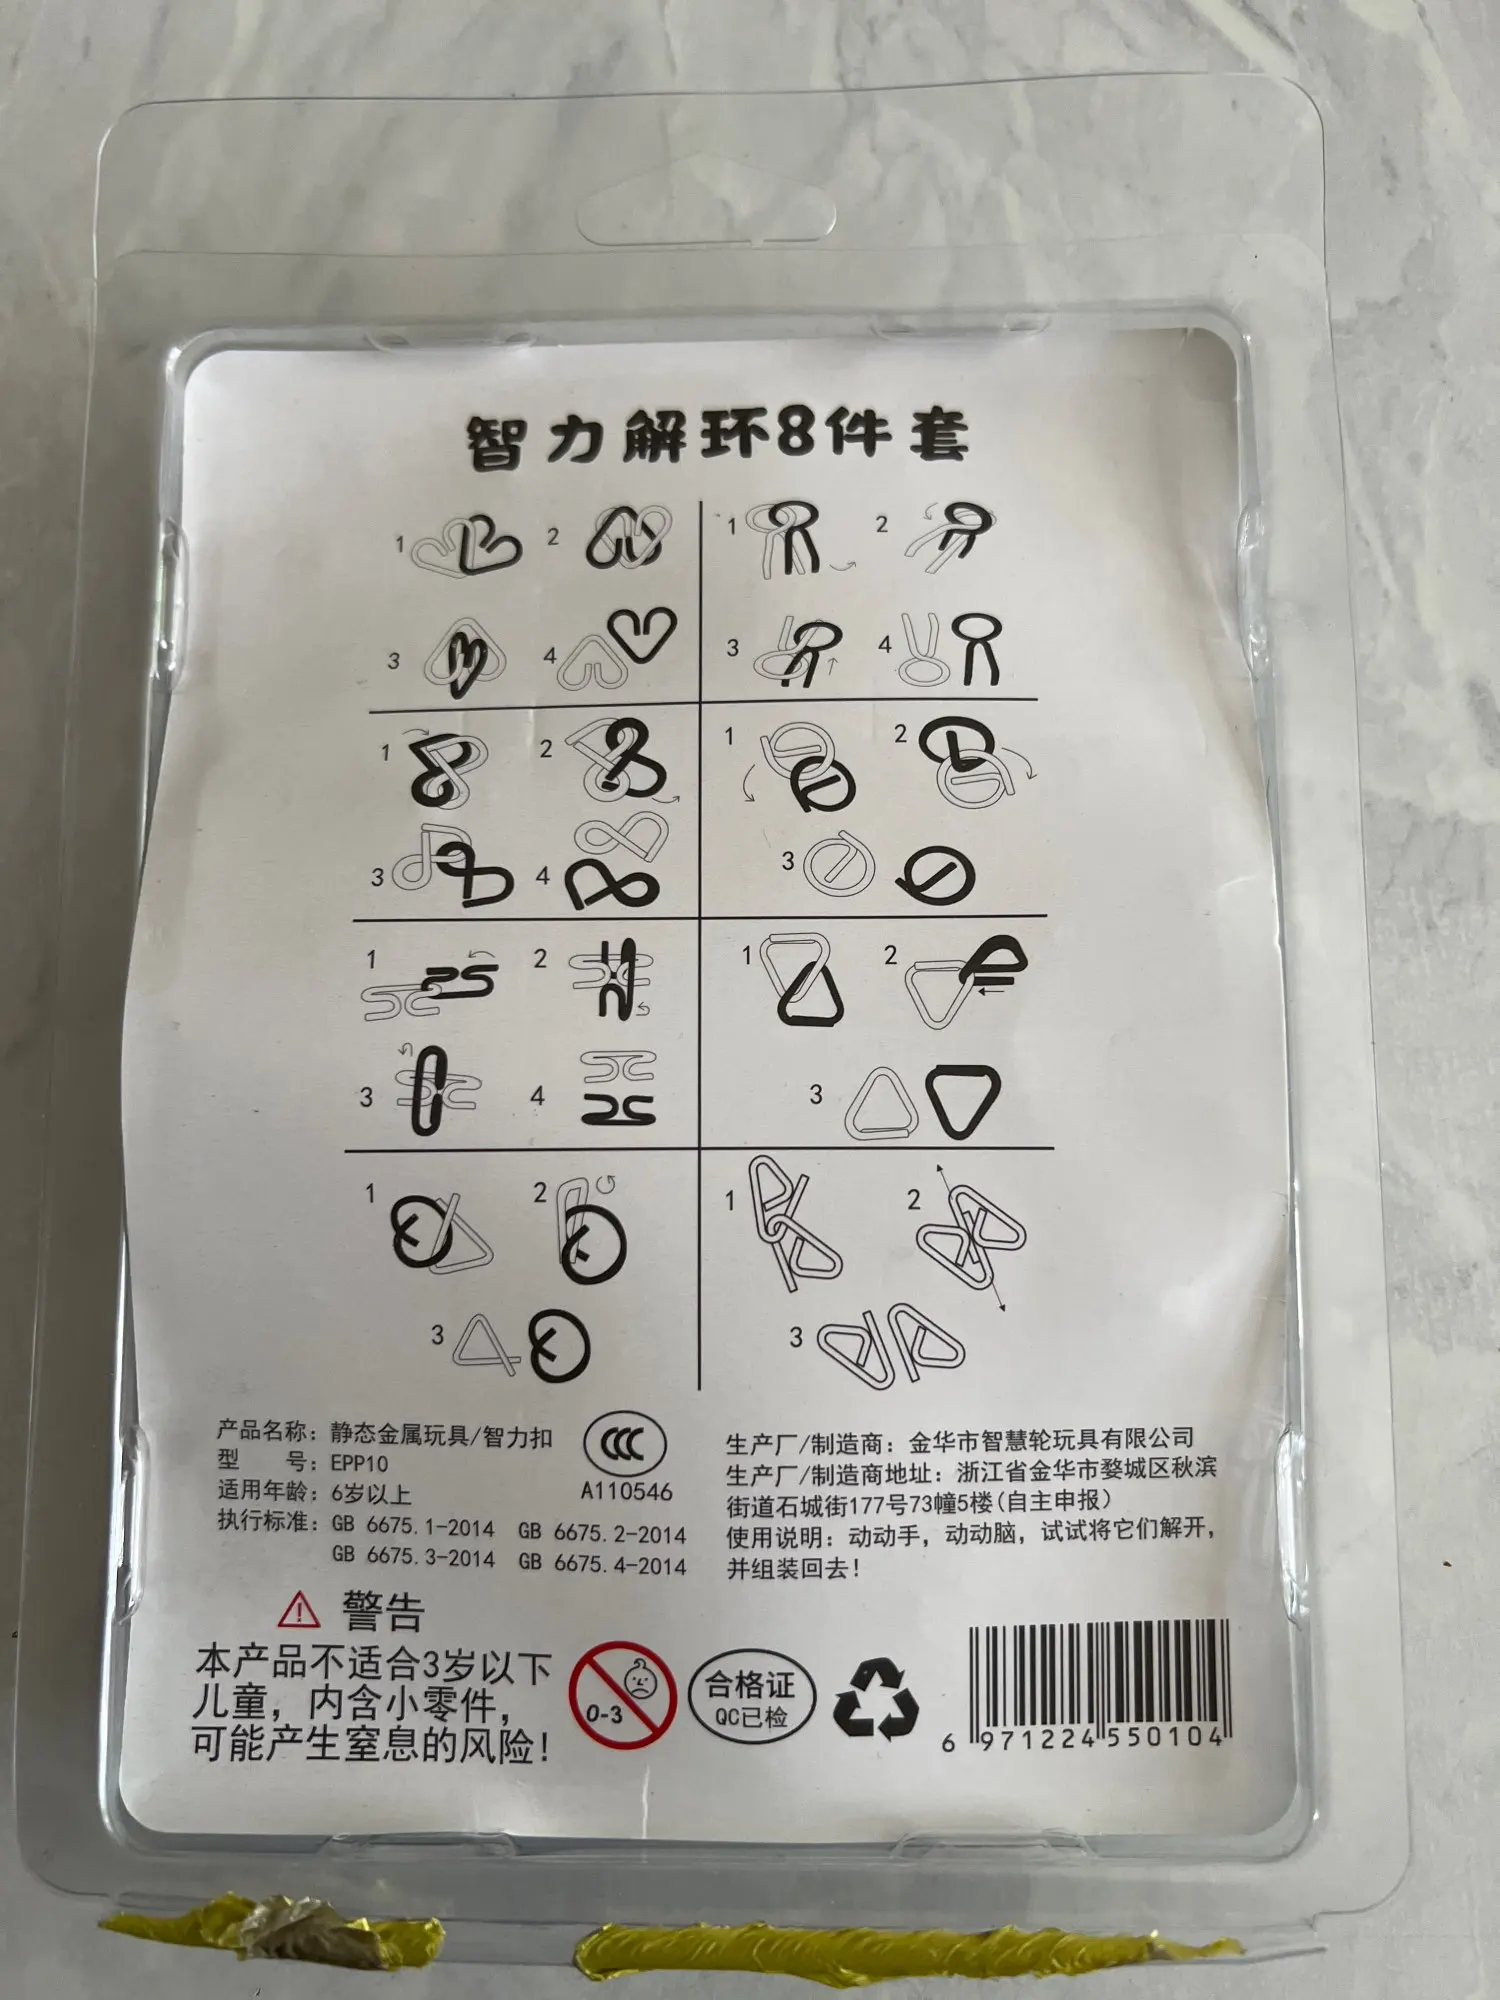 智力解环8件套
1 2 1 2
3 4 3 4
1 2 1 2
3 4 3
1 2 1 2
3 4 3
1 2 1 2
3 3
产品名称：静态金属玩具/智力扣
型 号：EPP10
适用年龄：6岁以上
执行标准：GB 6675.1-2014 GB 6675.2-2014
GB 6675.3-2014 GB 6675.4-2014
CCC
A110546
生产厂/制造商：金华市智慧轮玩具有限公司
生产厂/制造商地址：浙江省金华市婺城区秋滨
街道石城街177号73幢5楼(自主申报)
使用说明：动动手，动动脑，试试将它们解开，
并组装回去！
警告
本产品不适合3岁以下
儿童，内含小零件，
可能产生窒息的风险！
0-3
合格证
QC已检
6 971224 550104